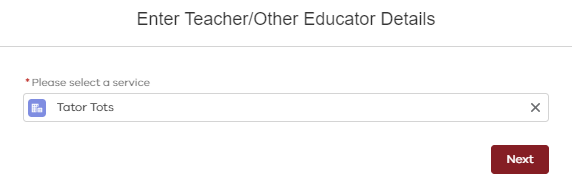 Enter Teacher/Other Educator Details
* Please select a service
Tator Tots
Next